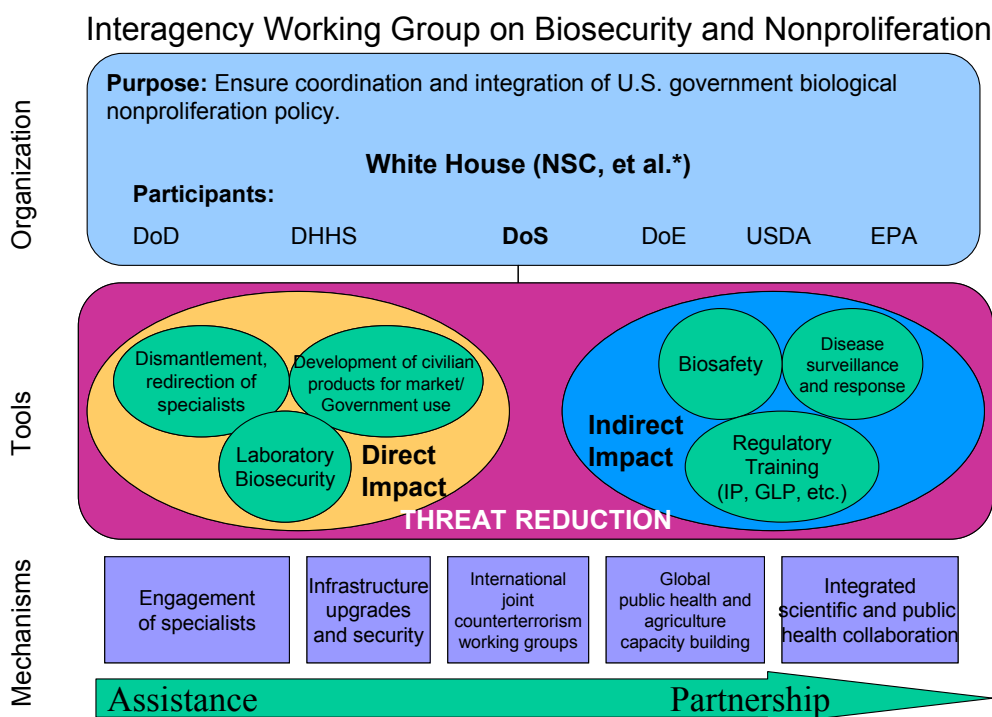 Interagency Working Group on Biosecurity and Nonproliferation
Organization
Purpose: Ensure coordination and integration of U.S. government biological
nonproliferation policy.
White House (NSC, et al.*)
Participants:
DoD DHHS DoS DoE USDA EPA
Tools
Dismantlement,
redirection of
specialists
Development of civilian
products for market/
Government use
Laboratory
Biosecurity
Direct
Impact
Biosafety
Disease
surveillance
and response
Indirect
Impact
Regulatory
Training
(IP, GLP, etc.)
THREAT REDUCTION
Mechanisms
Engagement
of specialists
Infrastructure
upgrades
and security
International
joint
counterterrorism
working groups
Global
public health and
agriculture
capacity building
Integrated
scientific and public
health collaboration
Assistance Partnership